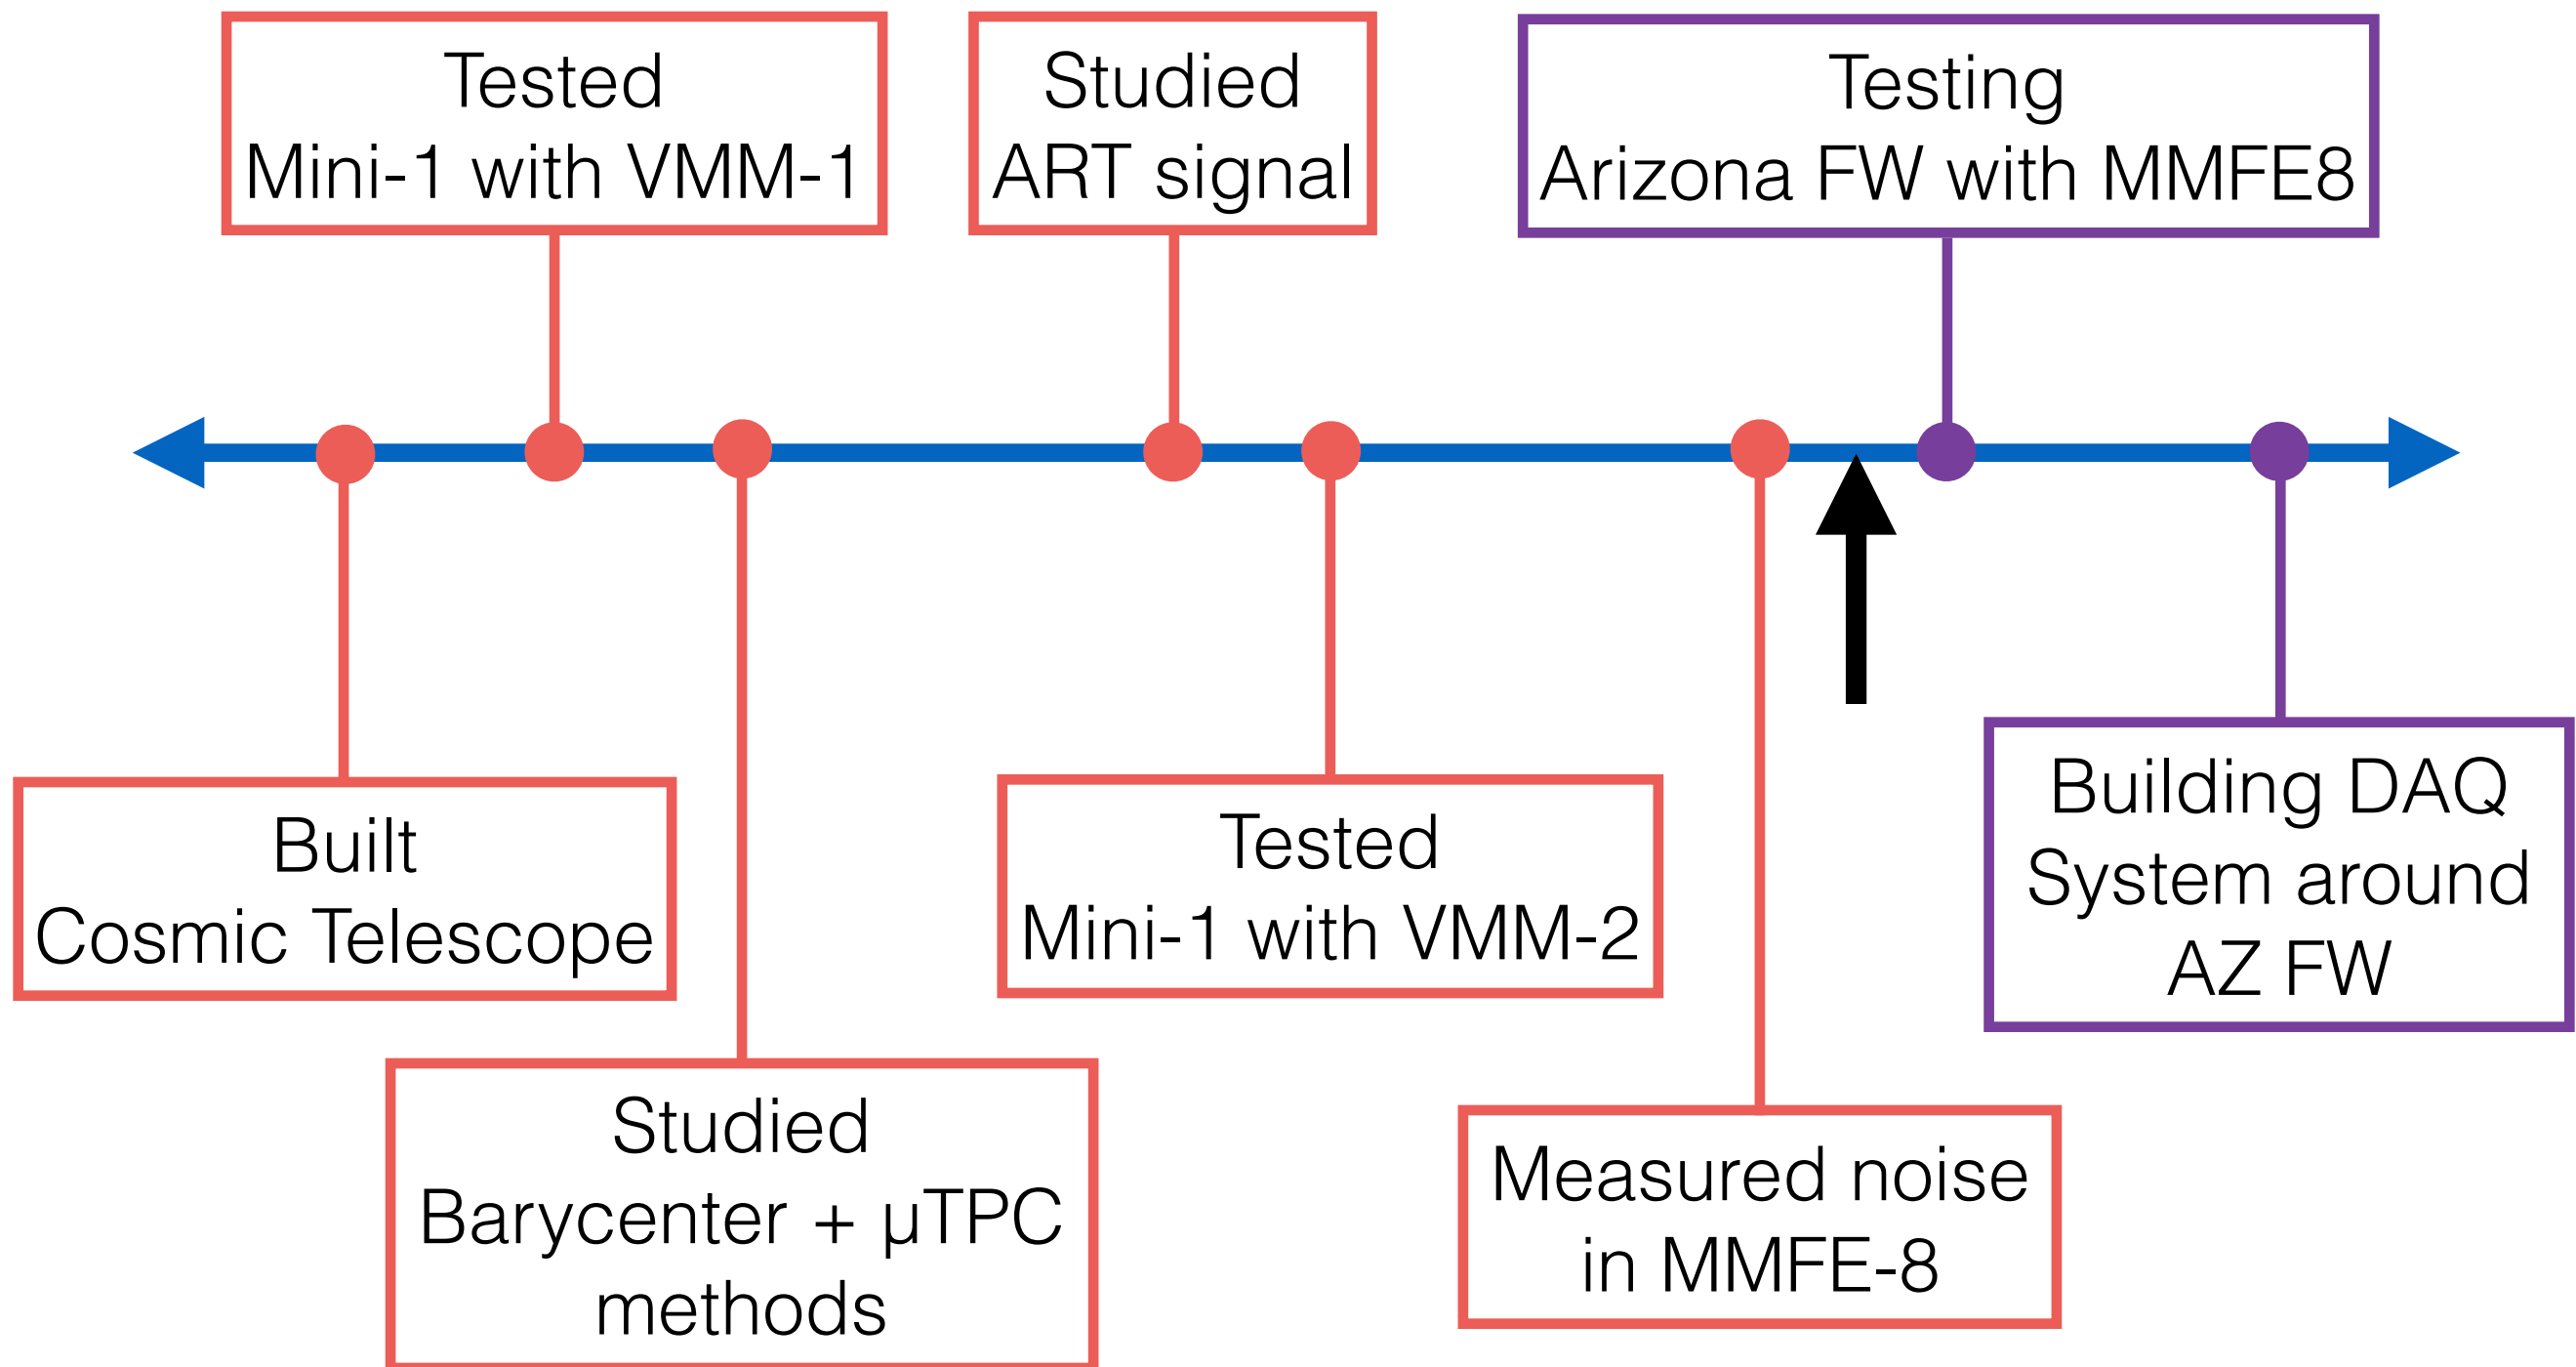 Tested
Mini-1 with VMM-1
Studied
ART signal
Testing
Arizona FW with MMFE8
Built
Cosmic Telescope
Tested
Mini-1 with VMM-2
Building DAQ
System around
AZ FW
Studied
Barycenter + µTPC
methods
Measured noise
in MMFE-8